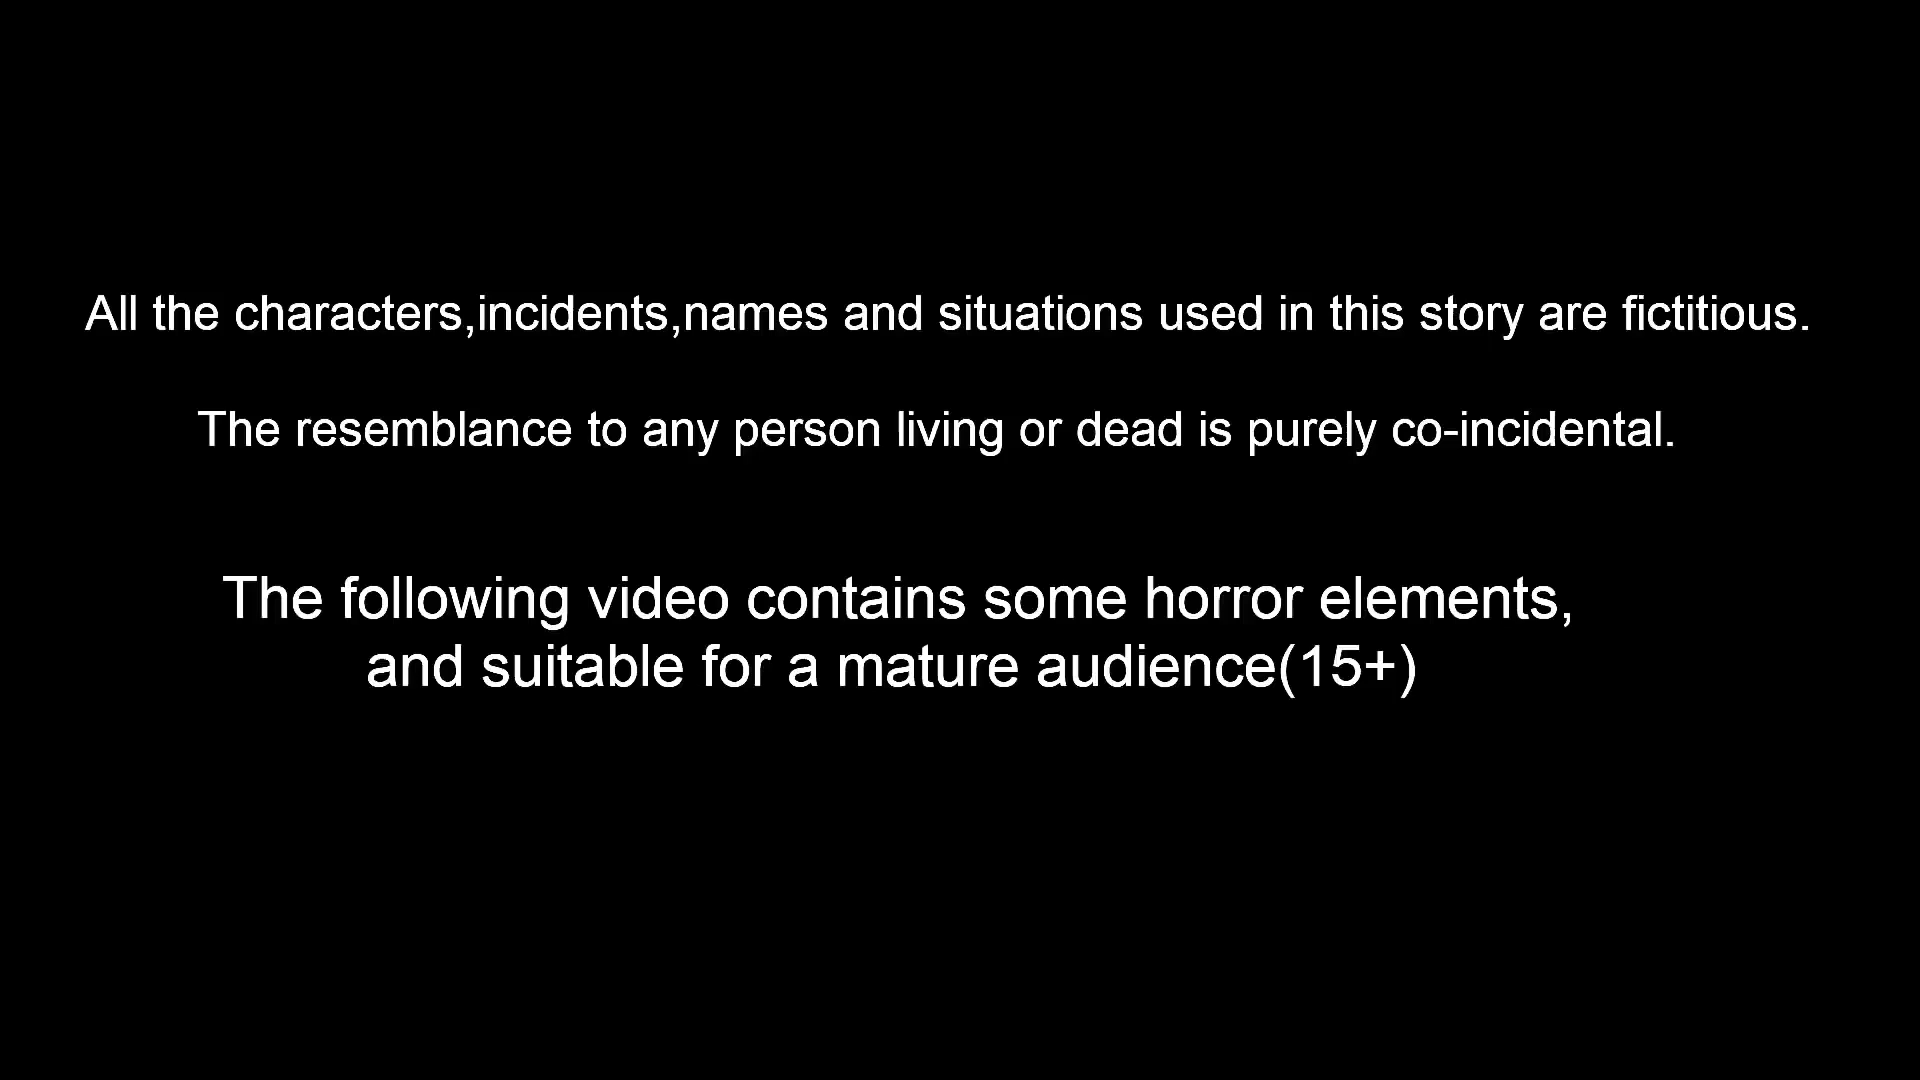 All the characters,incidents,names and situations used in this story are fictitious.
The resemblance to any person living or dead is purely co-incidental.
The following video contains some horror elements,
and suitable for a mature audience(15+)